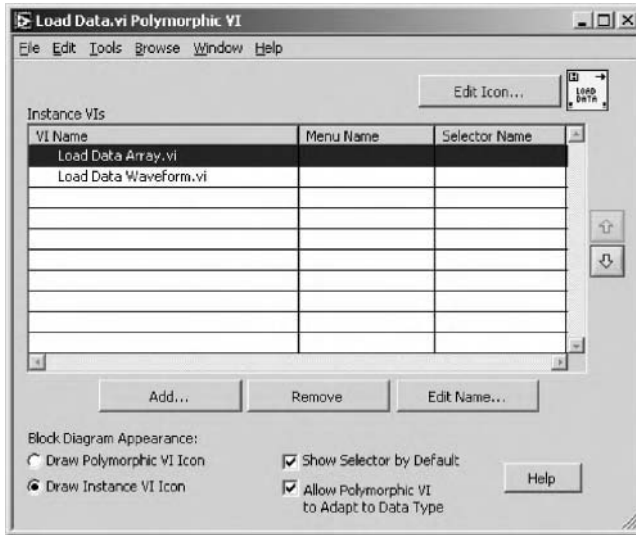 Load Data.vi Polymorphic VI
File Edit Tools Browse Window Help
Edit Icon...
LOAD
DATA
Instance VIs
VI Name Menu Name Selector Name
Load Data Array.vi
Load Data Waveform.vi
Add... Remove Edit Name...
Block Diagram Appearance:
Draw Polymorphic VI Icon
Draw Instance VI Icon
Show Selector by Default
Allow Polymorphic VI
to Adapt to Data Type
Help